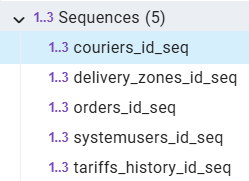 1..3 Sequences (5)
1..3 couriers_id_seq
1..3 delivery_zones_id_seq
1..3 orders_id_seq
1..3 systemusers_id_seq
1..3 tariffs_history_id_seq